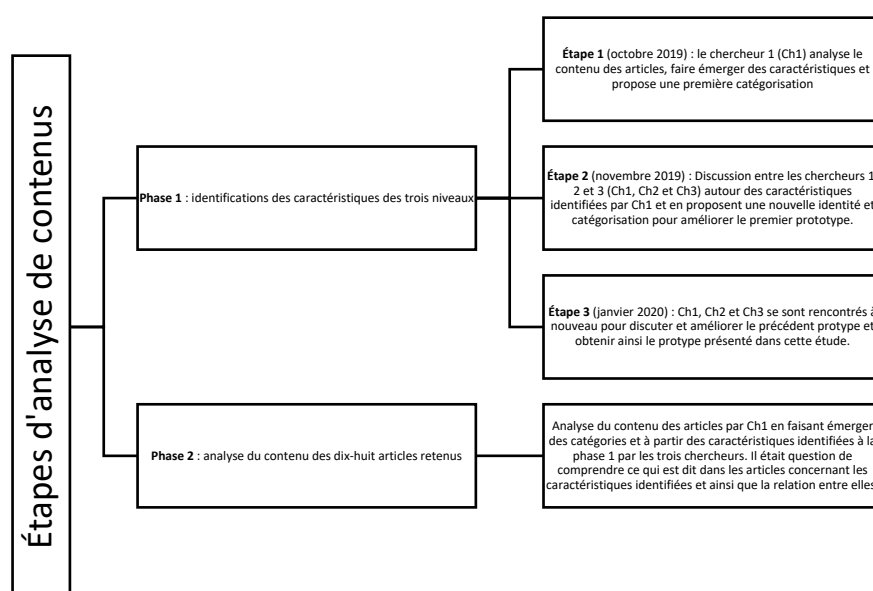 Étapes d'analyse de contenus
Phase 1 : identifications des caractéristiques des trois niveaux
Étape 1 (octobre 2019) : le chercheur 1 (Ch1) analyse le
contenu des articles, faire émerger des caractéristiques et
propose une première catégorisation
Étape 2 (novembre 2019) : Discussion entre les chercheurs 1
2 et 3 (Ch1, Ch2 et Ch3) autour des caractéristiques
identifiées par Ch1 et en proposent une nouvelle identité et
catégorisation pour améliorer le premier prototype.
Étape 3 (janvier 2020) : Ch1, Ch2 et Ch3 se sont rencontrés à
nouveau pour discuter et améliorer le précédent protype et
obtenir ainsi le protype présenté dans cette étude.
Phase 2 : analyse du contenu des dix-huit articles retenus
Analyse du contenu des articles par Ch1 en faisant émerger
des catégories et à partir des caractéristiques identifiées à la
phase 1 par les trois chercheurs. Il était question de
comprendre ce qui est dit dans les articles concernant les
caractéristiques identifiées et ainsi que la relation entre elles